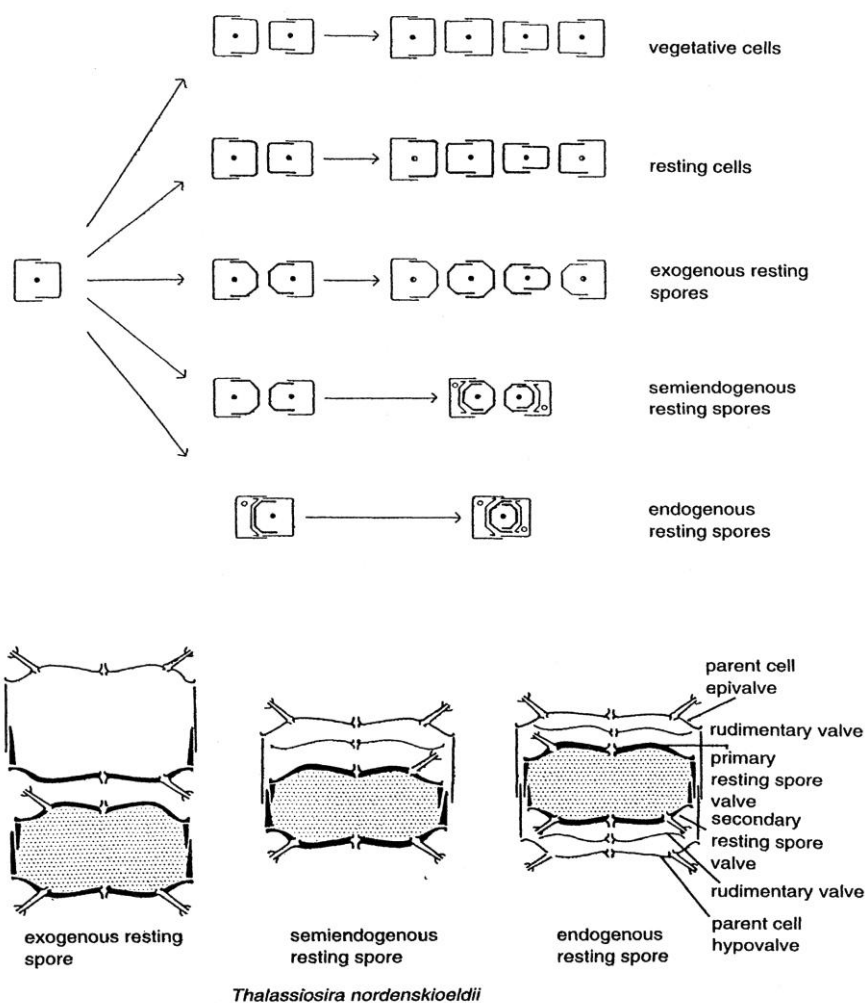 vegetative cells
resting cells
exogenous resting
spores
semiendogenous
resting spores
endogenous
resting spores
parent cell
epivalve
rudimentary valve
primary
resting spore
valve
secondary
resting spore
valve
rudimentary valve
parent cell
hypovalve
exogenous resting
spore
semiendogenous
resting spore
endogenous
resting spore
Thalassiosira nordenskioeldii